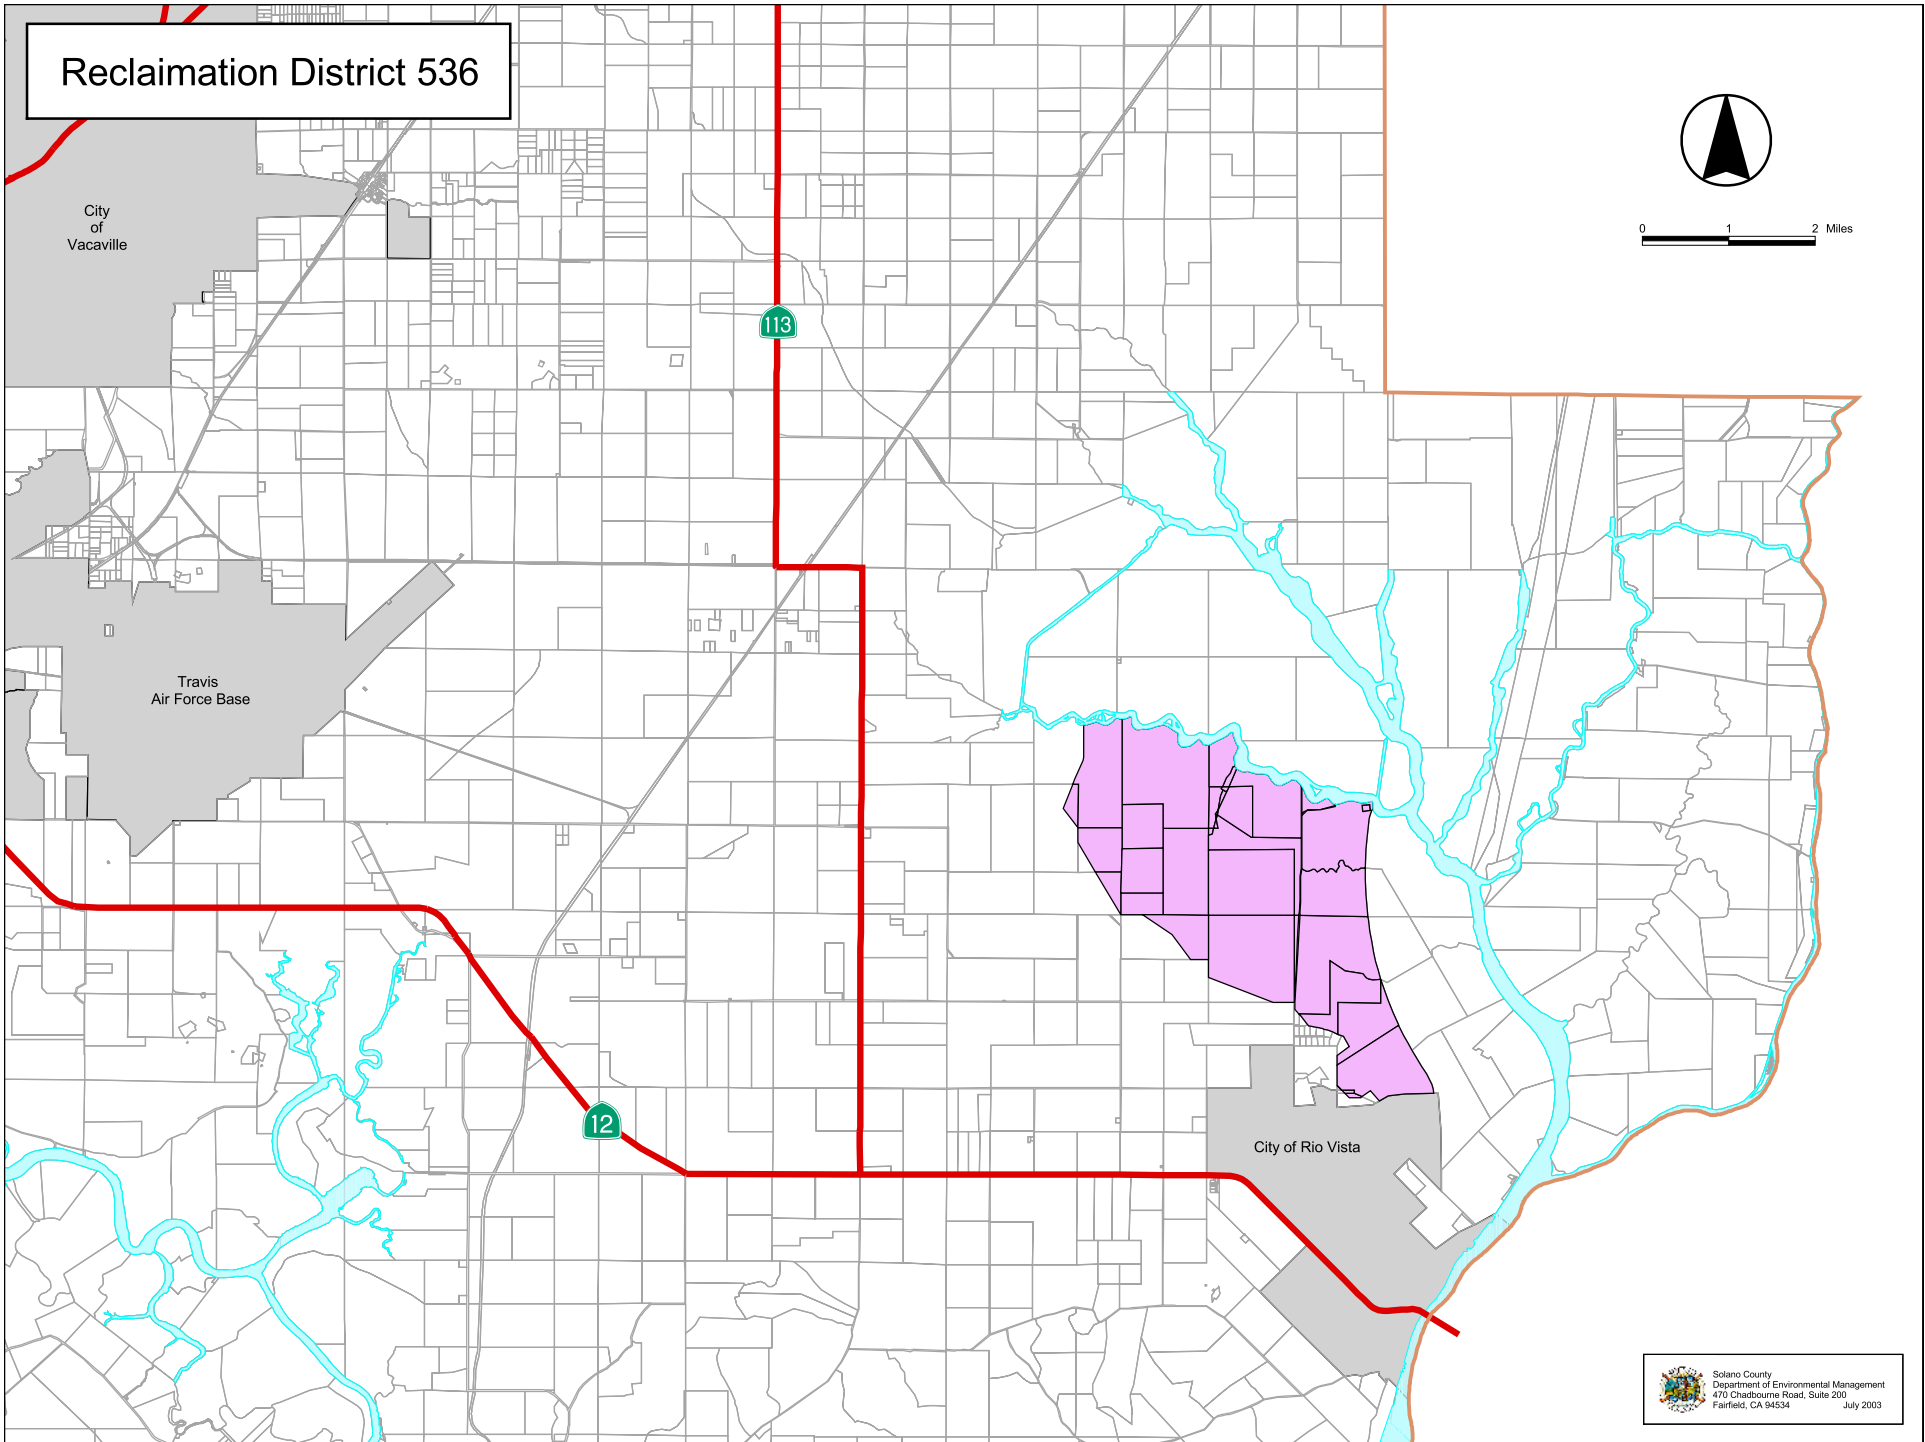 Reclaimation District 536
City
of
Vacaville
0 1 2 Miles
113
Travis
Air Force Base
12
City of Rio Vista
Solano County
Department of Environmental Management
470 Chadbourne Road, Suite 200
Fairfield, CA 94534 July 2003